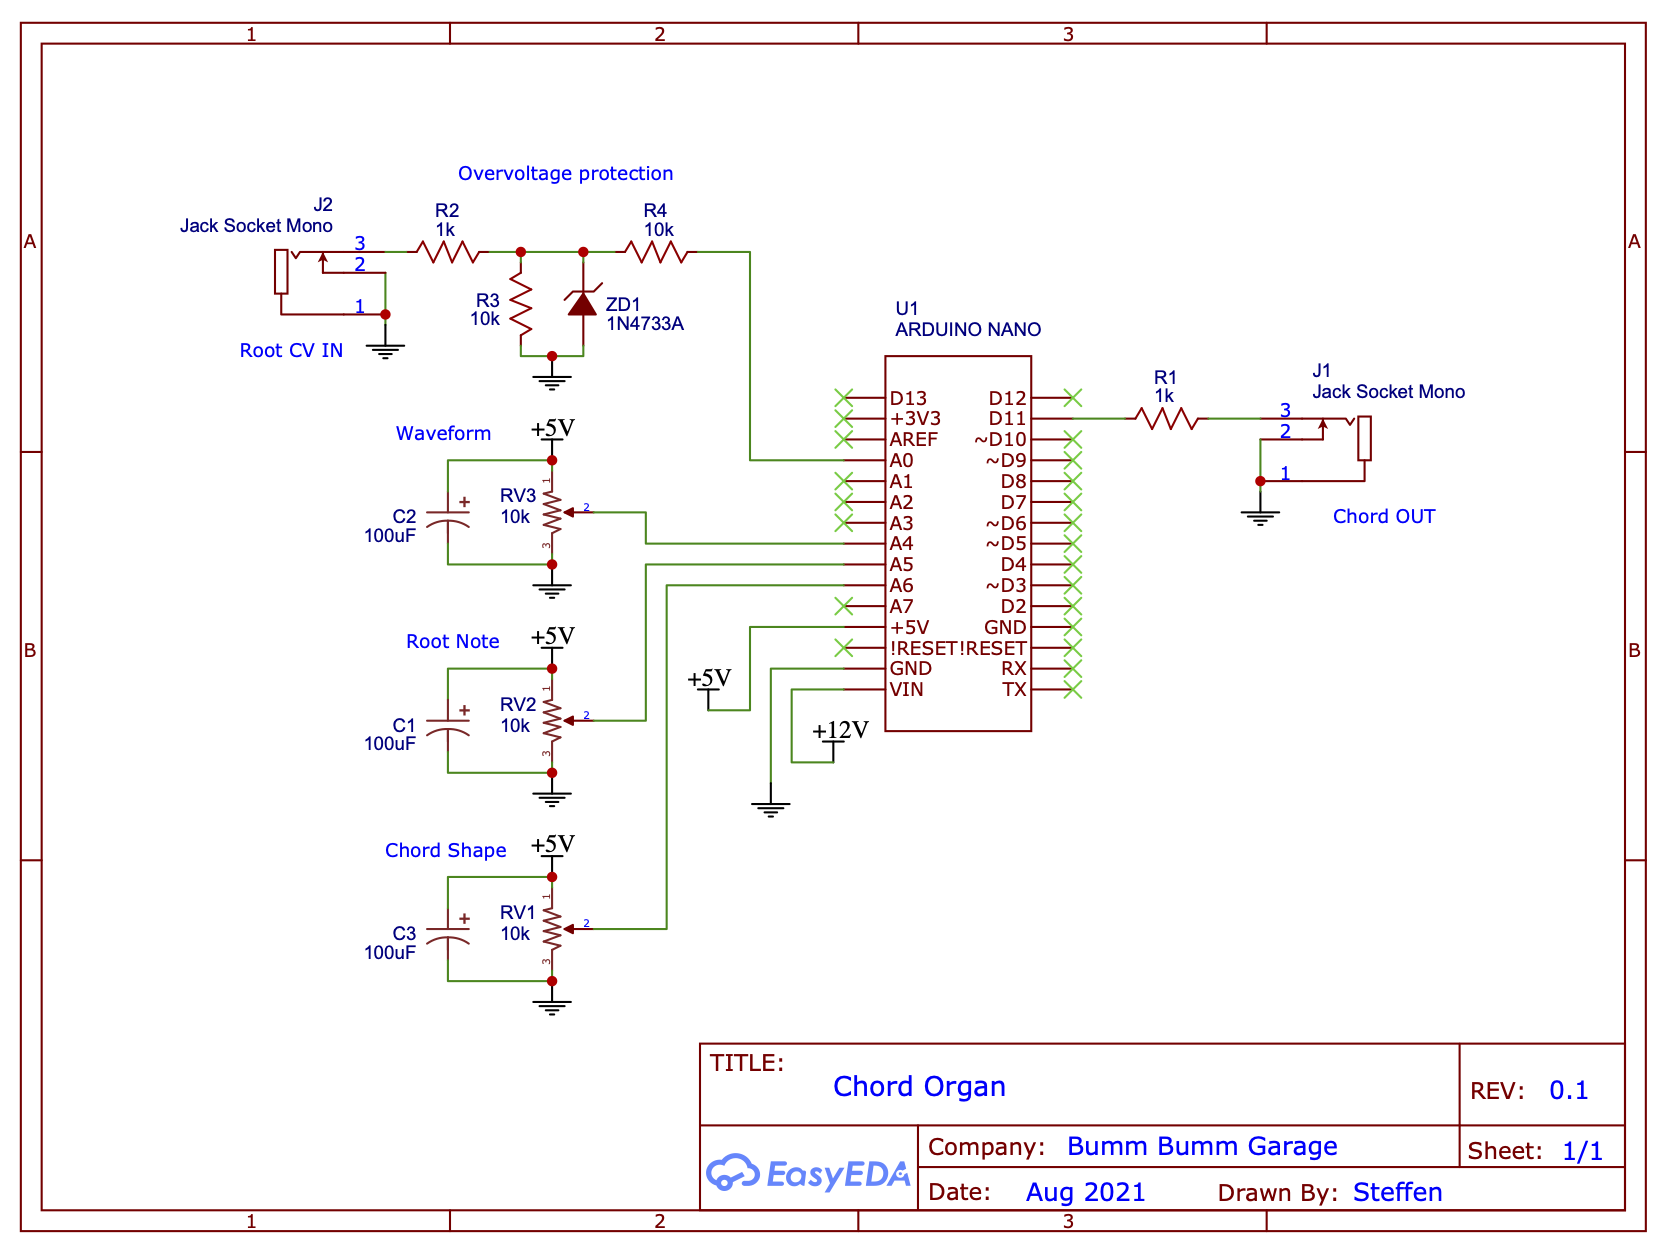 1 2 3
A A
B B
Overvoltage protection
J2
Jack Socket Mono
3
2
1
Root CV IN
R2
1k
R3
10k
R4
10k
ZD1
1N4733A
Waveform
+5V
C2
100uF
+
RV3
10k
1
2
3
Root Note
+5V
C1
100uF
+
RV2
10k
1
2
3
Chord Shape
+5V
C3
100uF
+
RV1
10k
1
2
3
+5V
+12V
U1
ARDUINO NANO
D13 D12
+3V3 D11
AREF ~D10
A0 ~D9
A1 D8
A2 D7
A3 ~D6
A4 ~D5
A5 D4
A6 ~D3
A7 D2
+5V GND
!RESET !RESET
GND RX
VIN TX
R1
1k
J1
Jack Socket Mono
3
2
1
Chord OUT
TITLE:
Chord Organ
REV: 0.1
EasyEDA
Company: Bumm Bumm Garage
Sheet: 1/1
Date: Aug 2021 Drawn By: Steffen
1 2 3